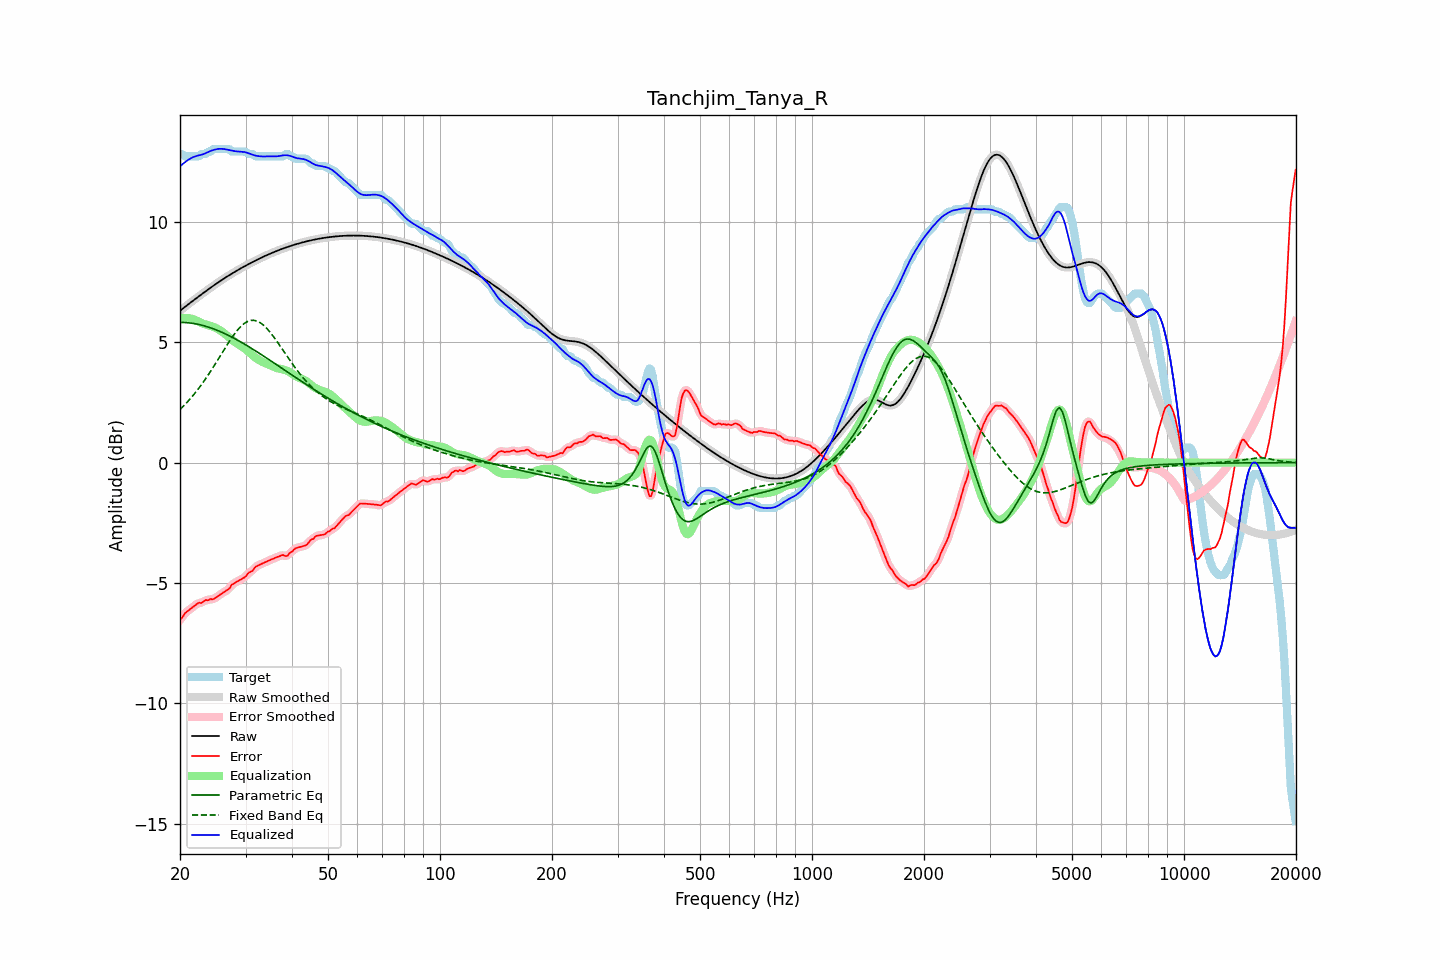 Tanchjim_Tanya_R
Amplitude (dBr)
10
5
0
−5
−10
−15
Target
Raw Smoothed
Error Smoothed
Raw
Error
Equalization
Parametric Eq
Fixed Band Eq
Equalized
20 50 100 200 500 1000 2000 5000 10000 20000
Frequency (Hz)